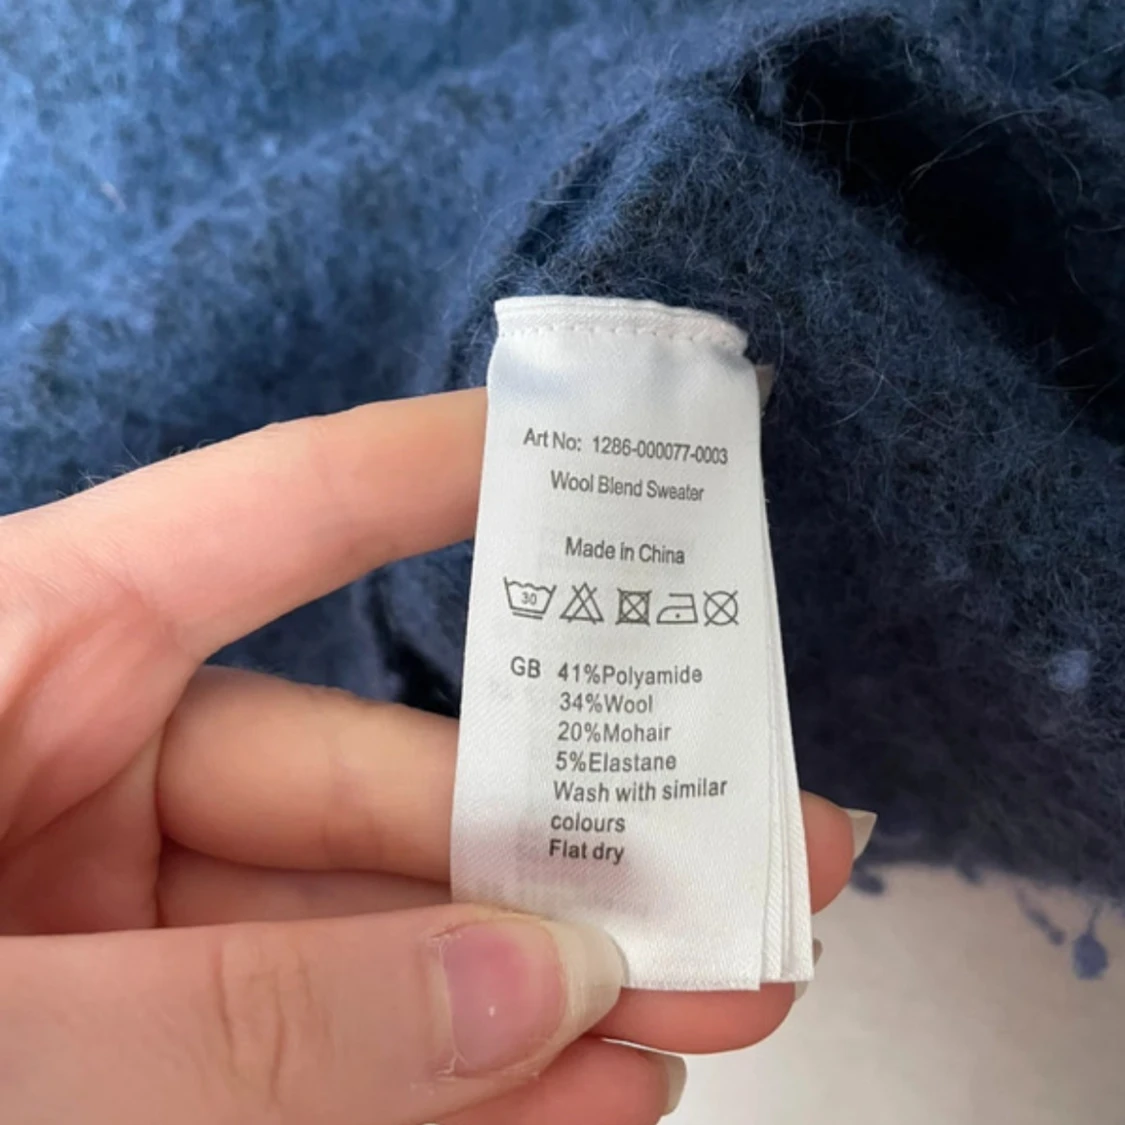 Art No: 1286-000077-0003
Wool Blend Sweater
Made in China
30
GB 41%Polyamide
34%Wool
20%Mohair
5%Elastane
Wash with similar
colours
Flat dry